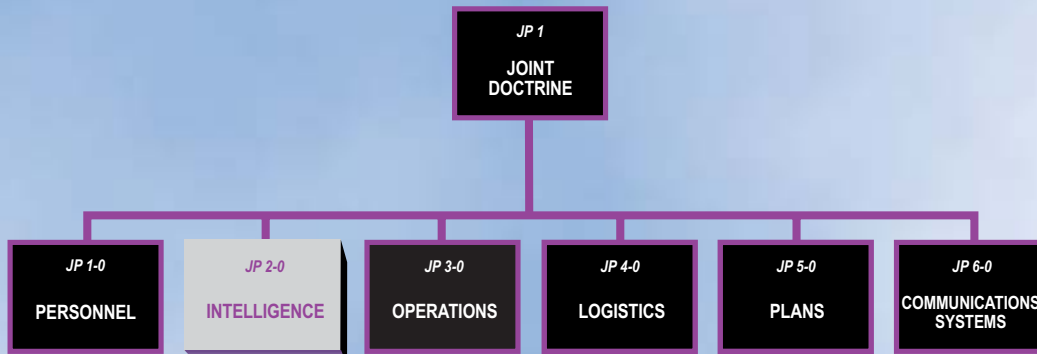 JP 1
JOINT
DOCTRINE
JP 1-0
PERSONNEL
JP 2-0
INTELLIGENCE
JP 3-0
OPERATIONS
JP 4-0
LOGISTICS
JP 5-0
PLANS
JP 6-0
COMMUNICATIONS
SYSTEMS